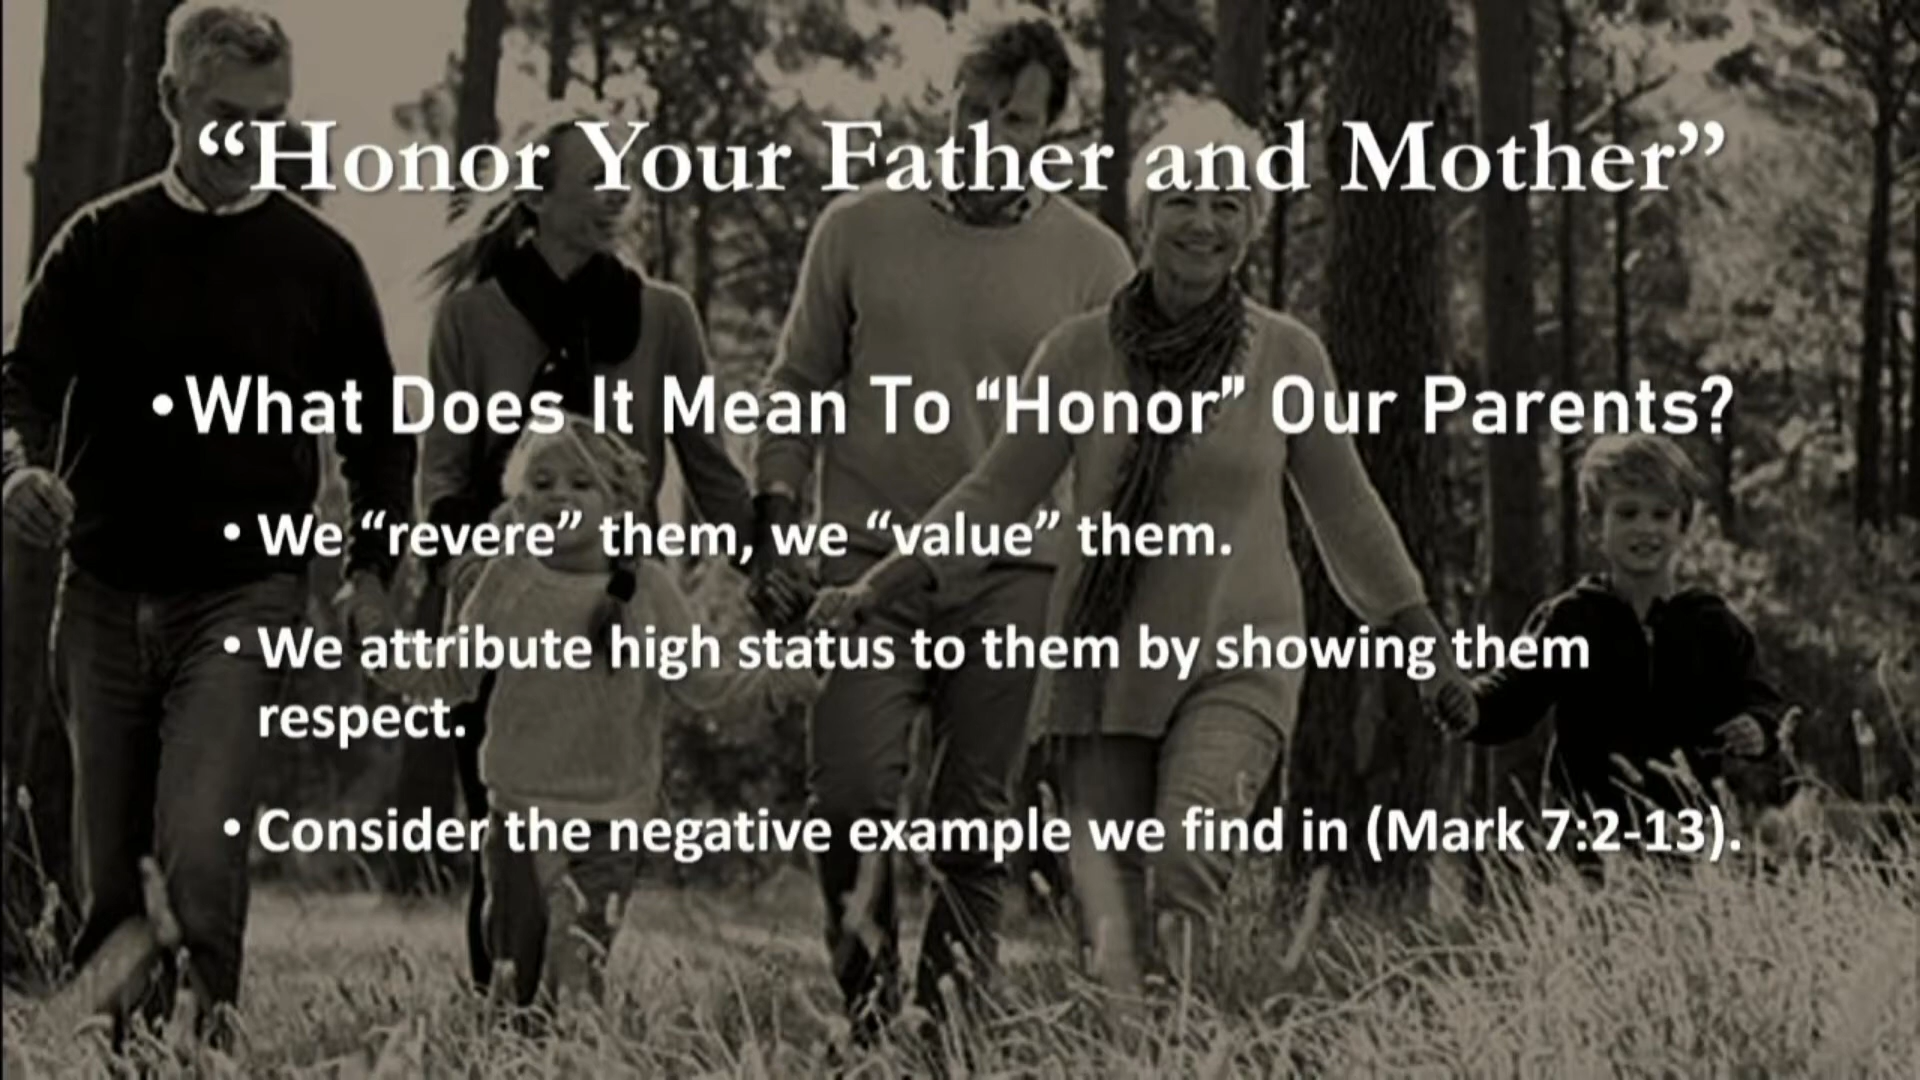 “Honor Your Father and Mother”
•What Does It Mean To “Honor” Our Parents?
• We “revere” them, we “value” them.
• We attribute high status to them by showing them
respect.
• Consider the negative example we find in (Mark 7:2-13).